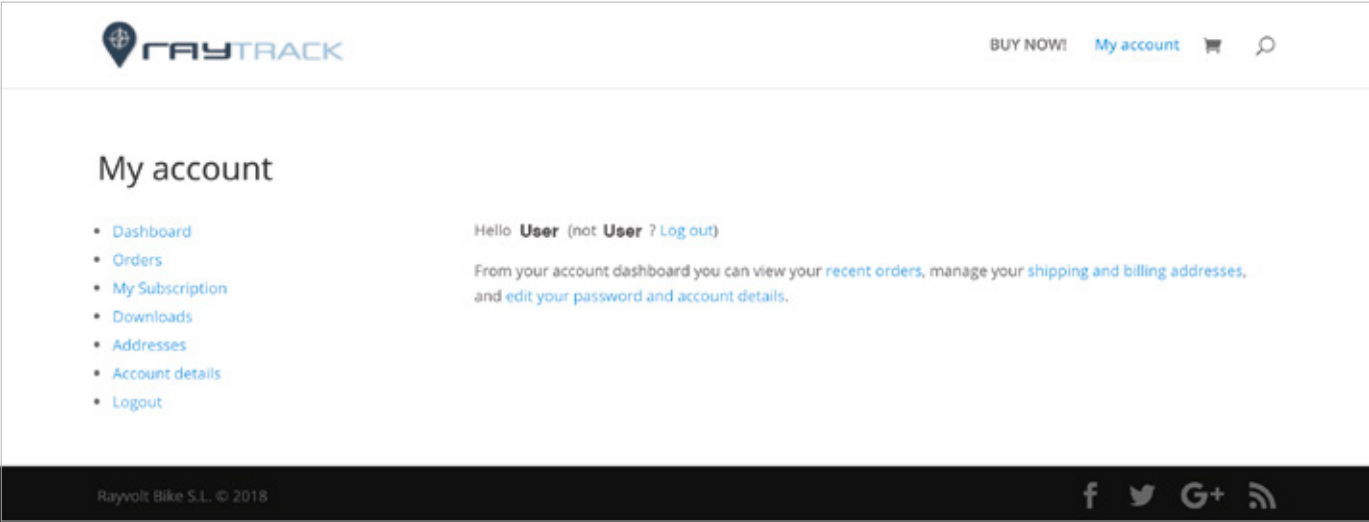 RAYTRACK
BUY NOW! My account
My account
Dashboard
Orders
My Subscription
Downloads
Addresses
Account details
Logout
Hello User (not User ? Log out)
From your account dashboard you can view your recent orders, manage your shipping and billing addresses,
and edit your password and account details.
Rayvolt Bike S.L. © 2018
f G+